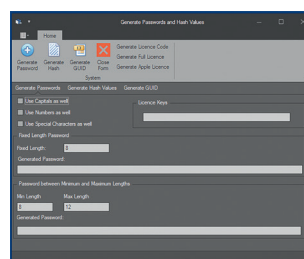 Generate Passwords and Hash Values
Home
Generate Password
Generate Hash
Generate GUID
Close Form
Generate Licence Code
Generate Full Licence
Generate Apple Licence
System
Generate Passwords Generate Hash Values Generate GUID
Use Capitals as well
Use Numbers as well
Use Special Characters as well
Licence Keys
Fixed Length Password
Fixed Length: 8
Generated Password:
Password between Minimum and Maximum Lengths
Min Length Max Length
8 12
Generated Password: